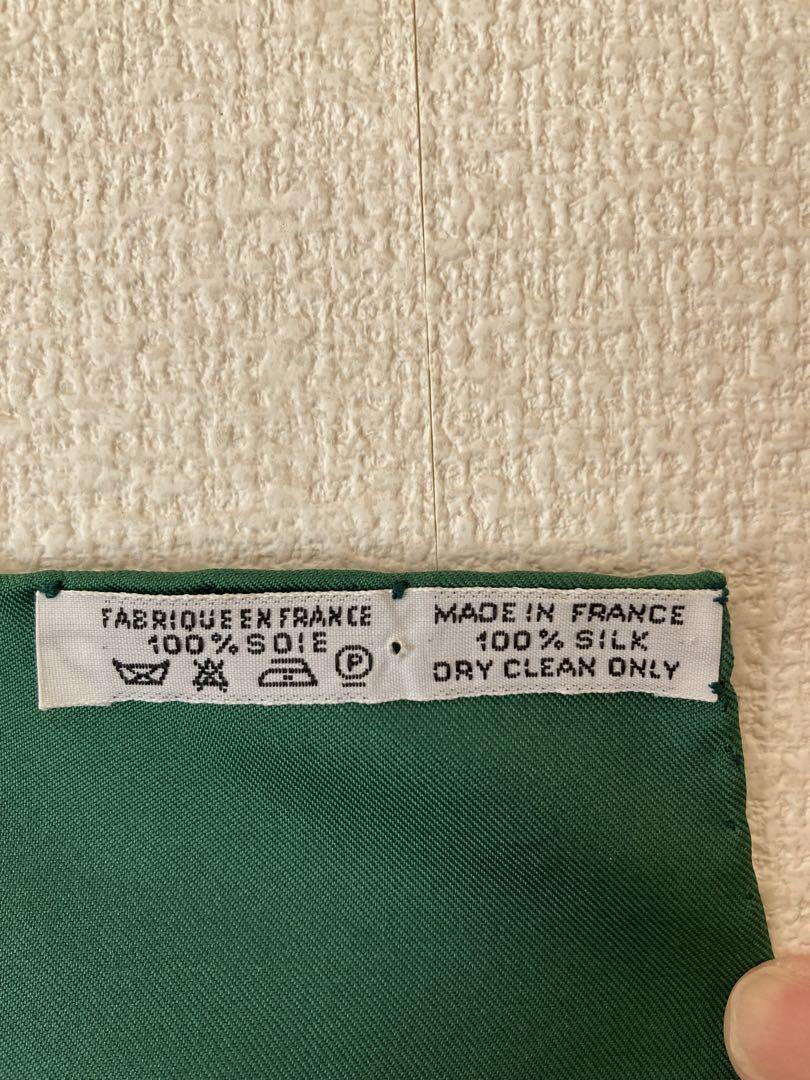 FABRIQUE EN FRANCE
100% SOIE
P
MADE IN FRANCE
100% SILK
DRY CLEAN ONLY